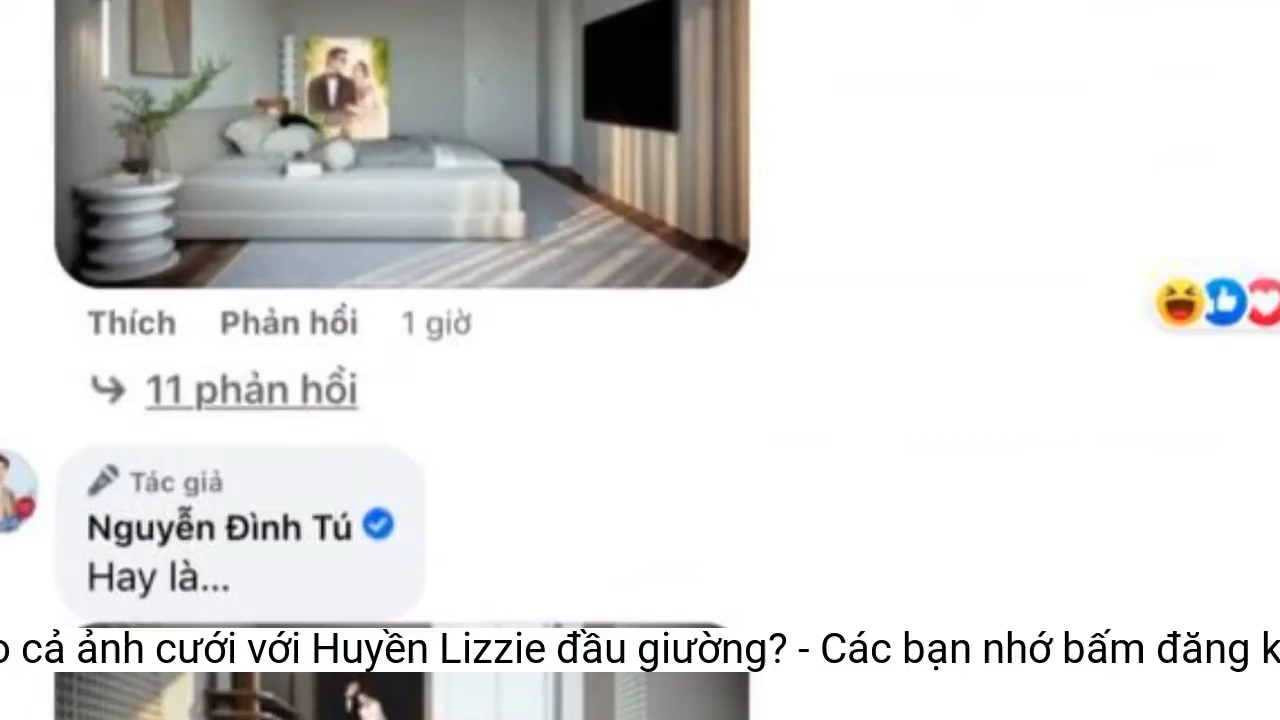 Thích Phản hồi 1 giờ
11 phản hồi
Tác giả
Nguyễn Đình Tú
Hay là...
cả ảnh cưới với Huyền Lizzie đầu giường? - Các bạn nhớ bấm đăng